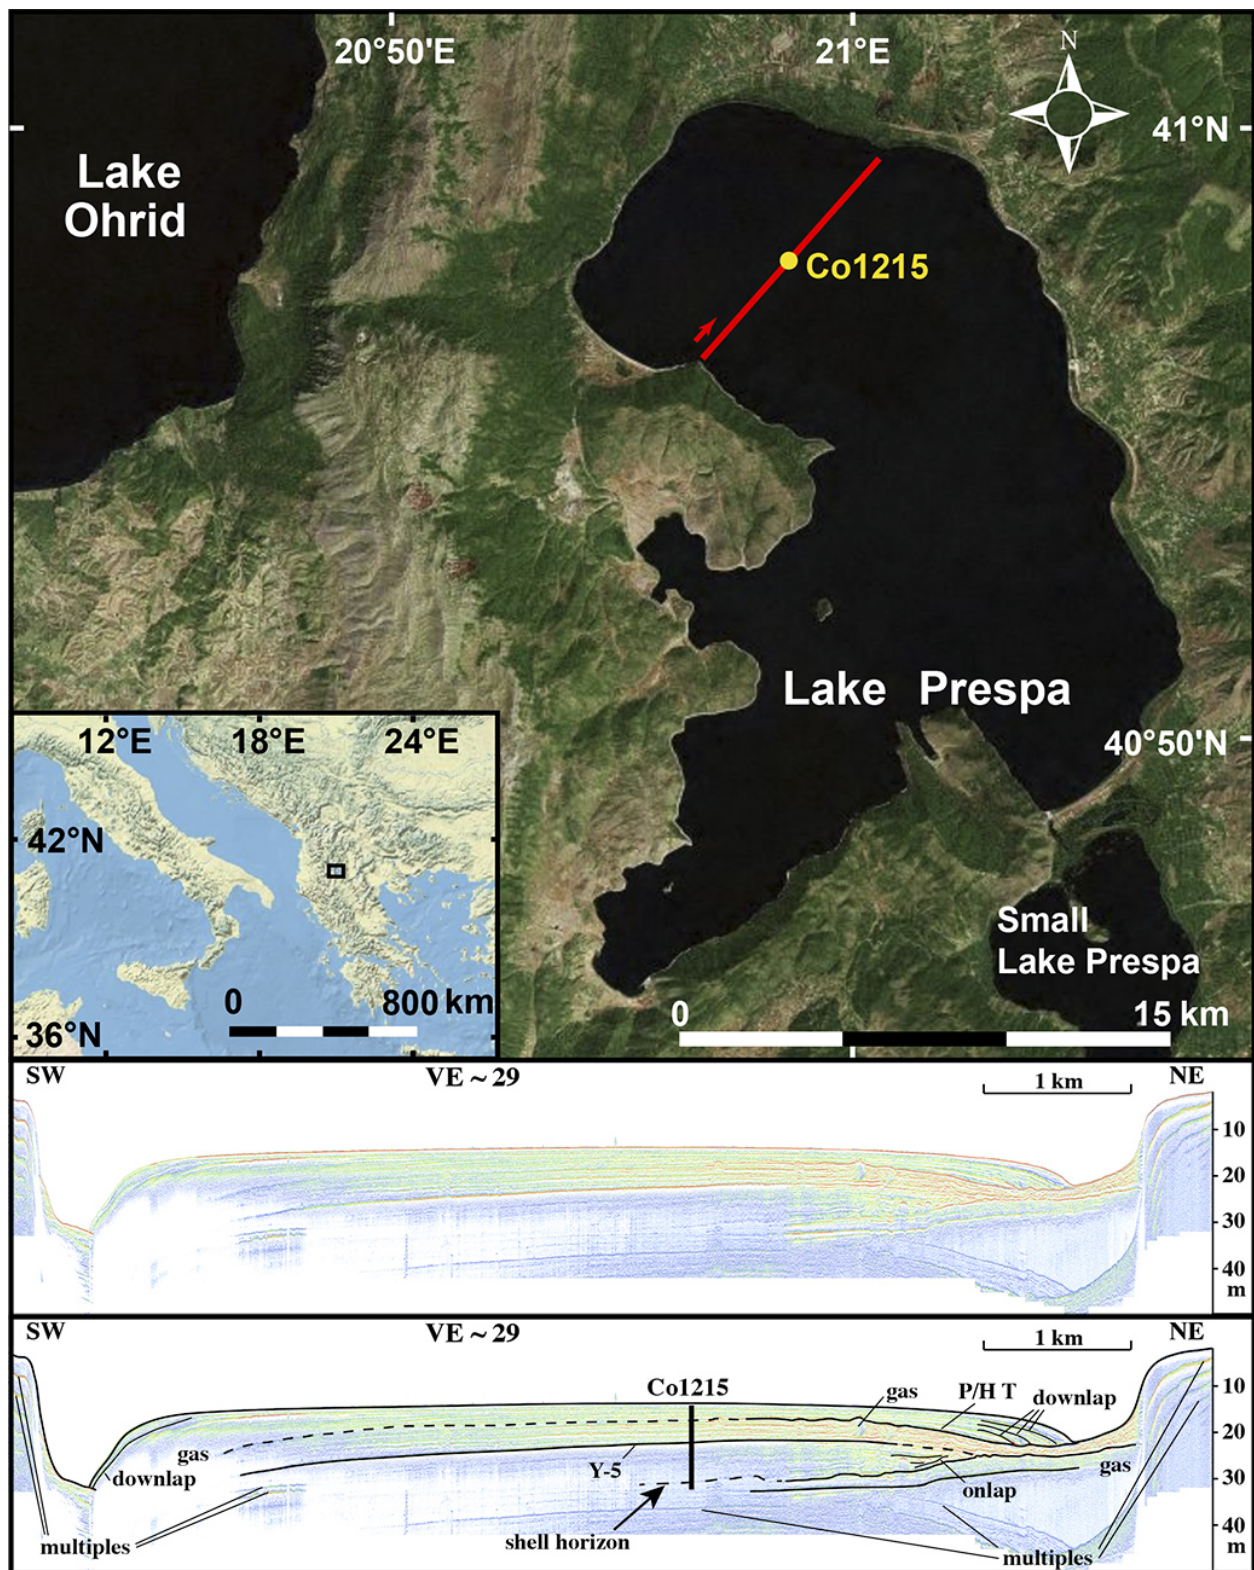 20°50'E
21°E
N
41°N
Lake
Ohrid
Co1215
Lake Prespa
40°50'N
12°E
18°E
24°E
42°N
36°N
0
800 km
Small
Lake Prespa
0
15 km
SW
VE ~ 29
1 km
NE
10
20
30
40
m
SW
VE ~ 29
1 km
NE
Co1215
gas
P/H T
downlap
10
20
30
40
m
gas
downlap
Y-5
onlap
gas
shell horizon
multiples
multiples